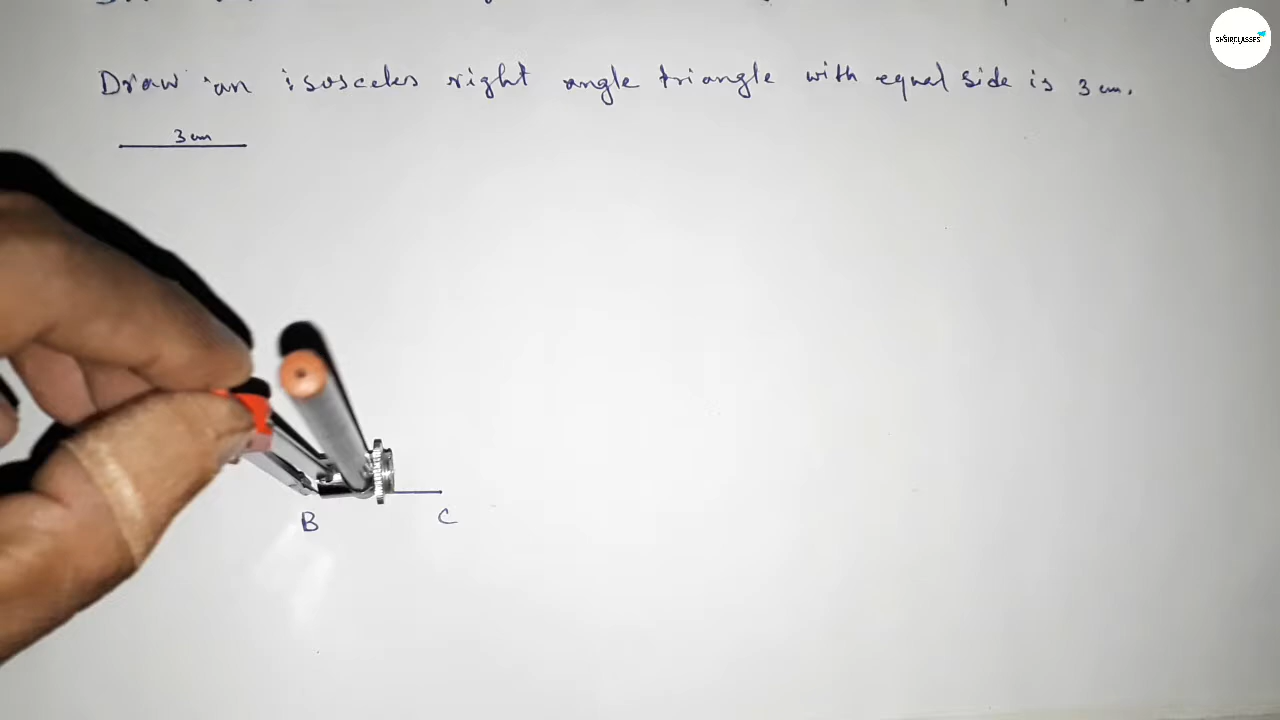 Draw an isosceles right angle triangle with equal side is 3 cm.
3 cm
B
C